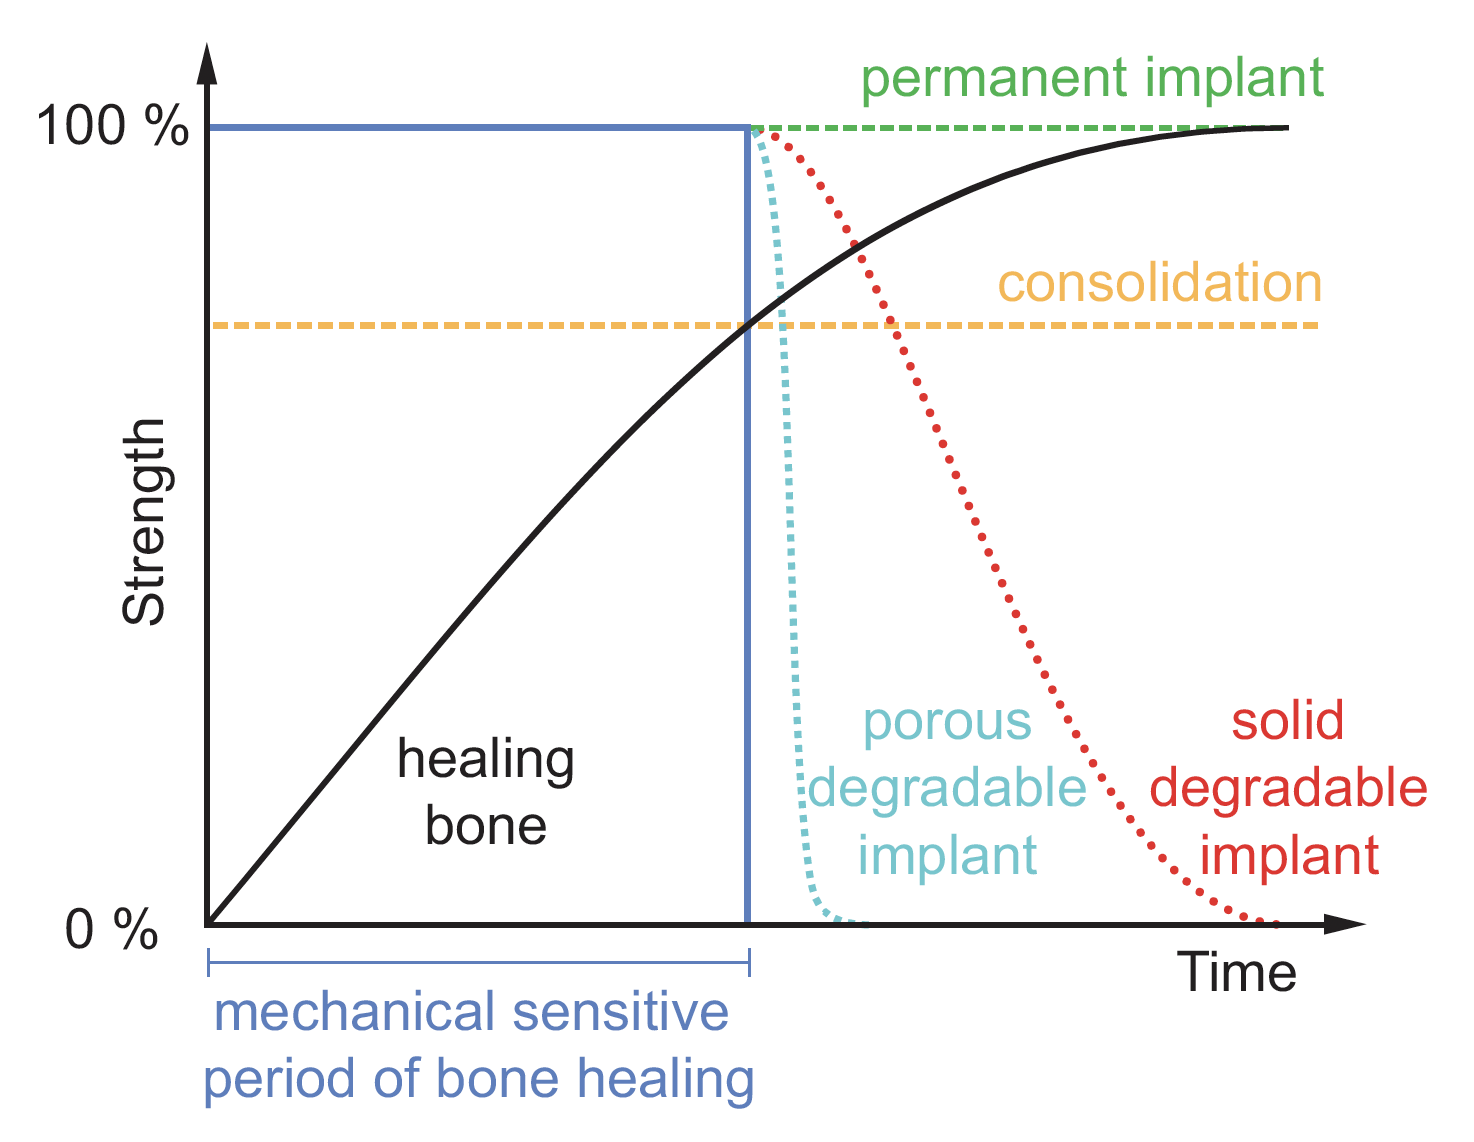 permanent implant
100 %
consolidation
Strength
healing
bone
porous
degradable
implant
solid
degradable
implant
0 %
Time
mechanical sensitive
period of bone healing